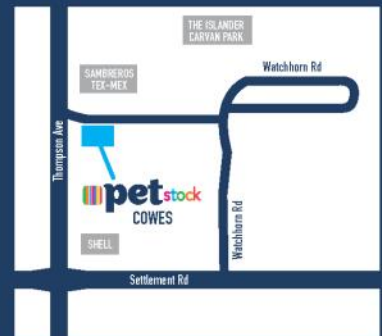 THE ISLANDER
CARVAN PARK
Watchhorn Rd
SAMBREROS
TEX-MEX
Thompson Ave
petstock
COWES
Watchhorn Rd
SHELL
Settlement Rd